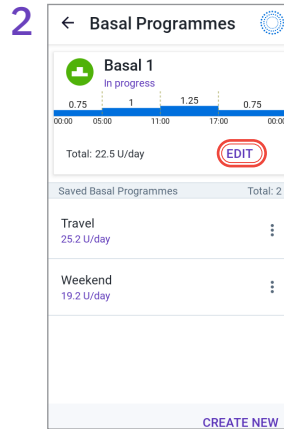 2
← Basal Programmes
Basal 1
In progress
0.75 1 1.25 0.75
00:00 05:00 11:00 17:00 00:00
Total: 22.5 U/day EDIT
Saved Basal Programmes Total: 2
Travel
25.2 U/day
Weekend
19.2 U/day
CREATE NEW